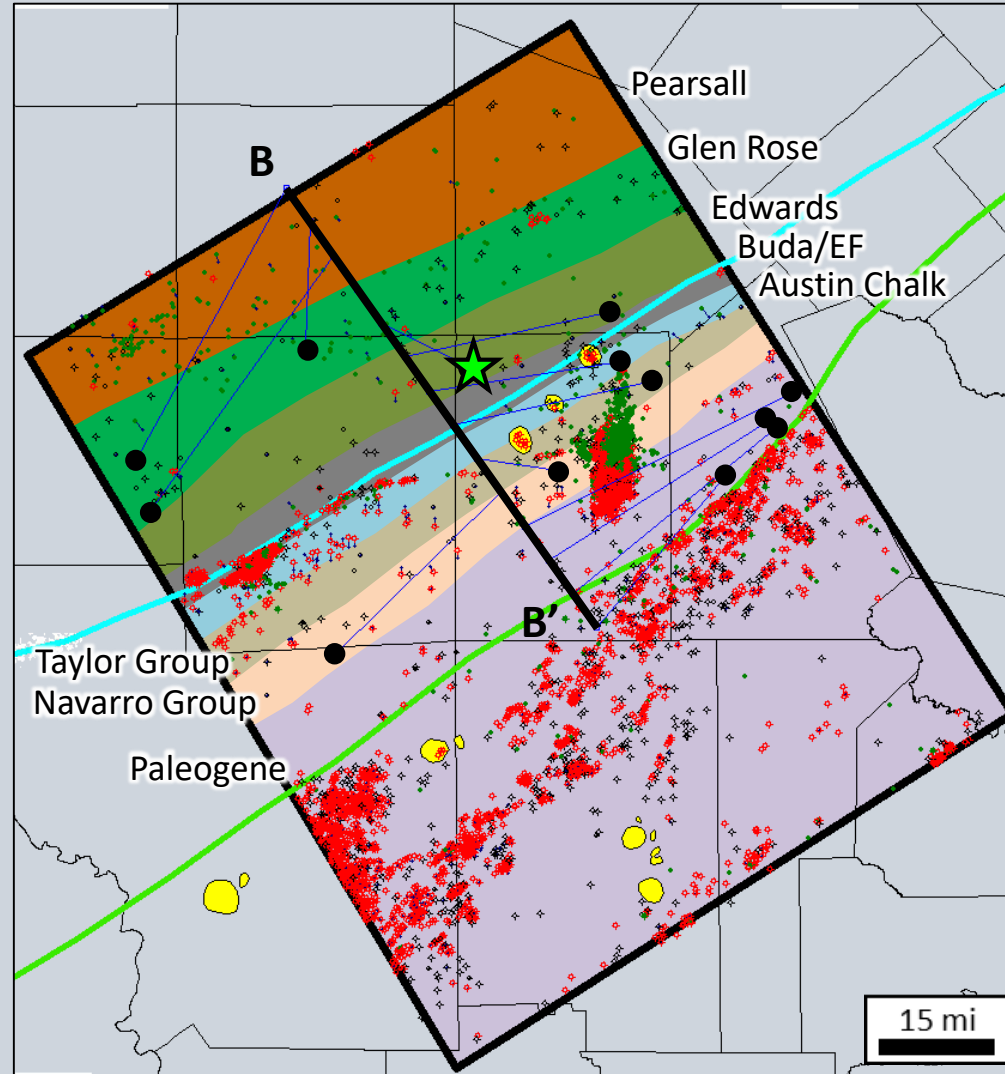 Pearsall
Glen Rose
B
Edwards
Buda/EF
Austin Chalk
B’
Taylor Group
Navarro Group
Paleogene
15 mi